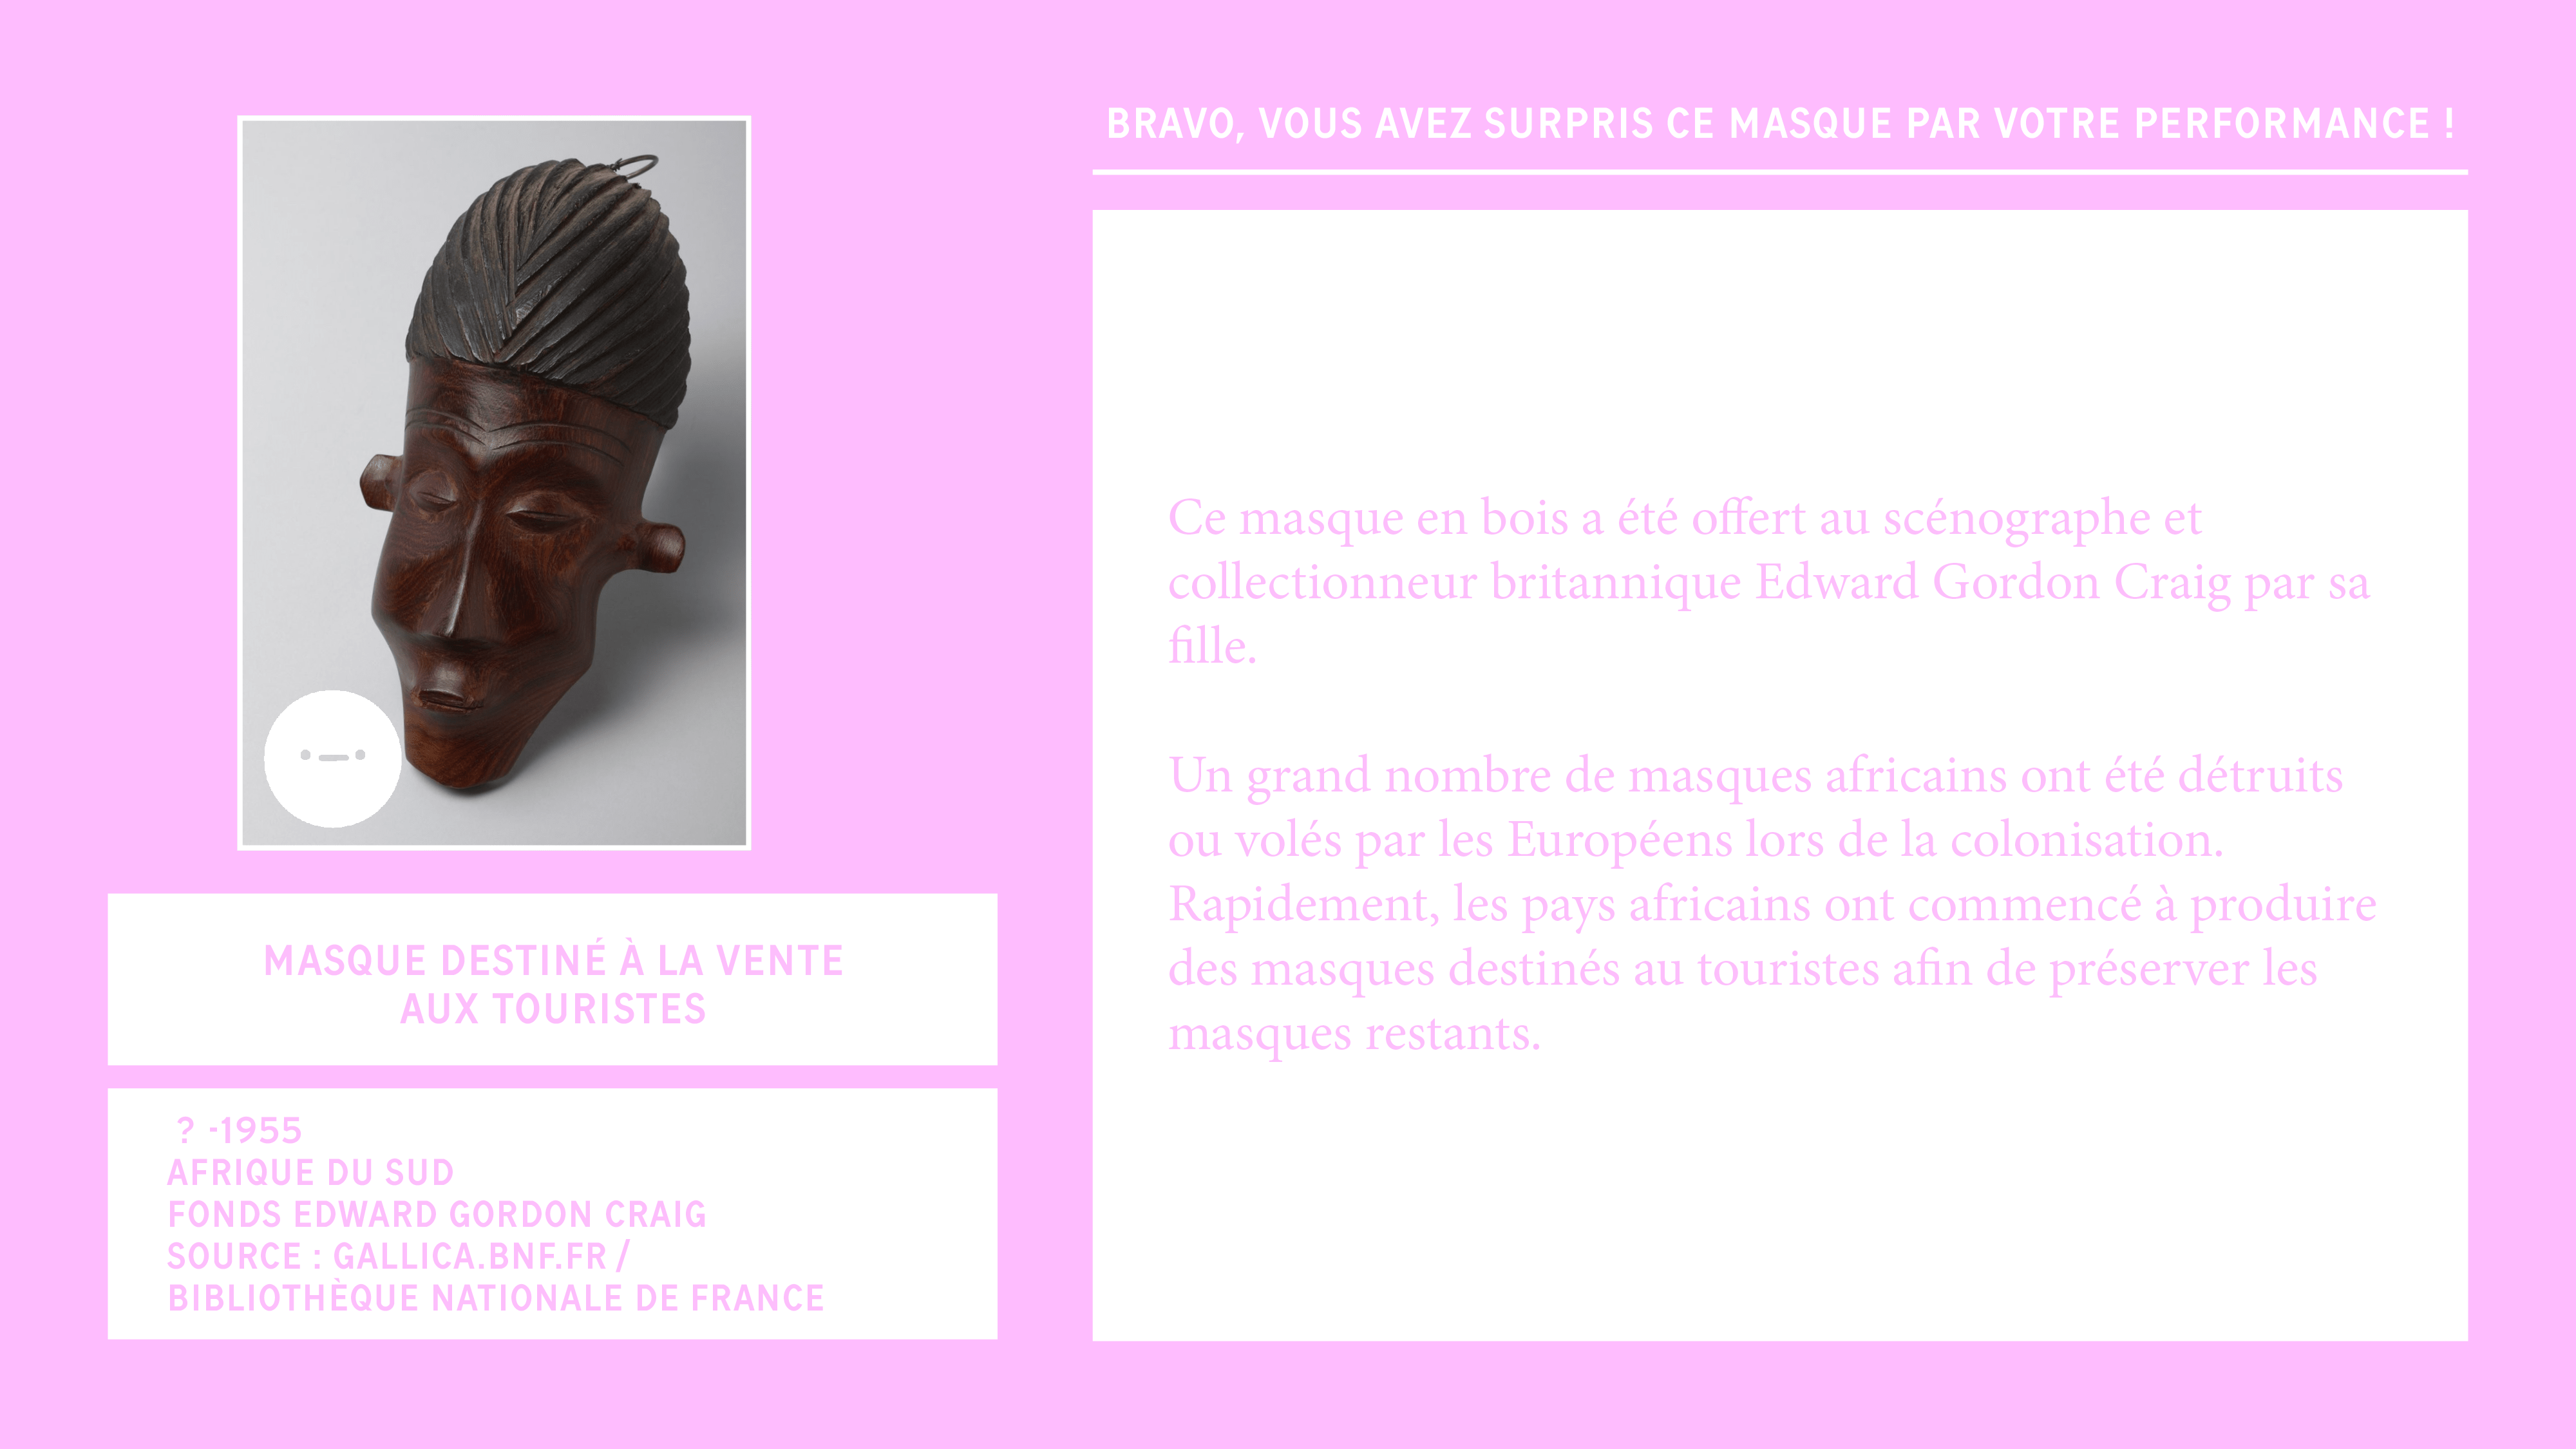 BRAVO, VOUS AVEZ SURPRIS CE MASQUE PAR VOTRE PERFORMANCE !
Ce masque en bois a été offert au scénographe et
collectionneur britannique Edward Gordon Craig par sa
fille.
Un grand nombre de masques africains ont été détruits
ou volés par les Européens lors de la colonisation.
Rapidement, les pays africains ont commencé à produire
des masques destinés au touristes afin de préserver les
masques restants.
MASQUE DESTINÉ À LA VENTE
AUX TOURISTES
? -1955
AFRIQUE DU SUD
FONDS EDWARD GORDON CRAIG
SOURCE : GALLICA.BNF.FR /
BIBLIOTHÈQUE NATIONALE DE FRANCE